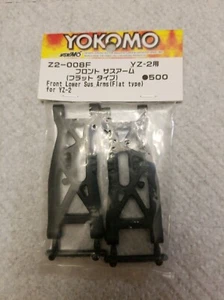 YOKOMO
Z2-008F YZ-2用
フロント サスアーム
(フラット タイプ) ●500
Front Lower Sus Arms(Flat type)
for YZ-2